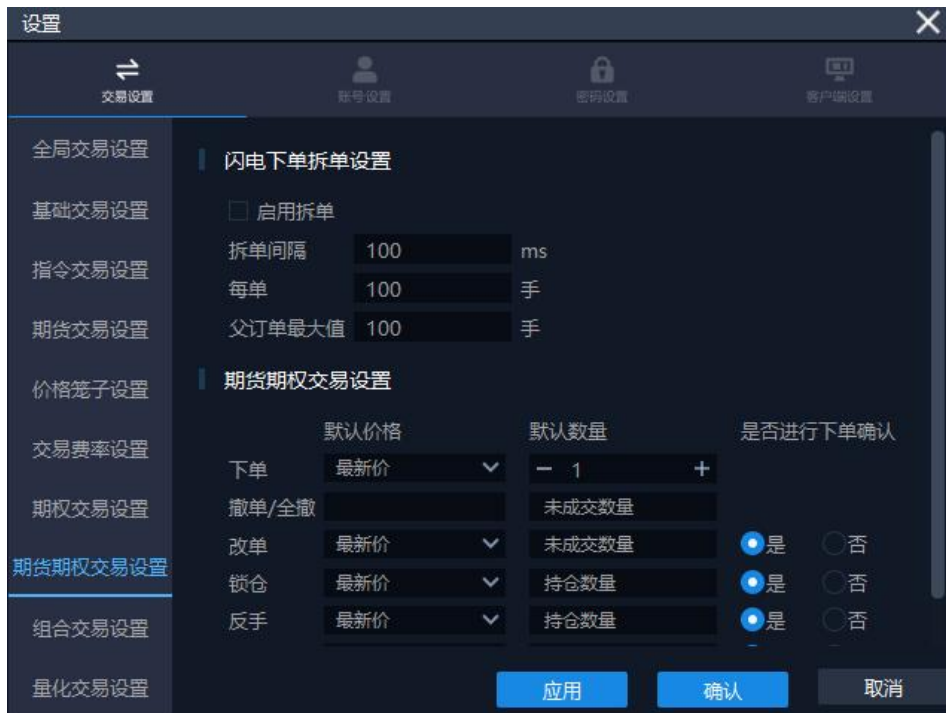 设置
交易设置 账号设置 密码设置 客户端设置
全局交易设置
基础交易设置
指令交易设置
期货交易设置
价格笼子设置
交易费率设置
期权交易设置
期货期权交易设置
组合交易设置
量化交易设置
闪电下单拆单设置
启用拆单
拆单间隔 100 ms
每单 100 手
父订单最大值 100 手
期货期权交易设置
默认价格 默认数量 是否进行下单确认
下单 最新价 − 1 +
撤单/全撤 未成交数量
改单 最新价 未成交数量 是 否
锁仓 最新价 持仓数量 是 否
反手 最新价 持仓数量 是 否
应用 确认 取消